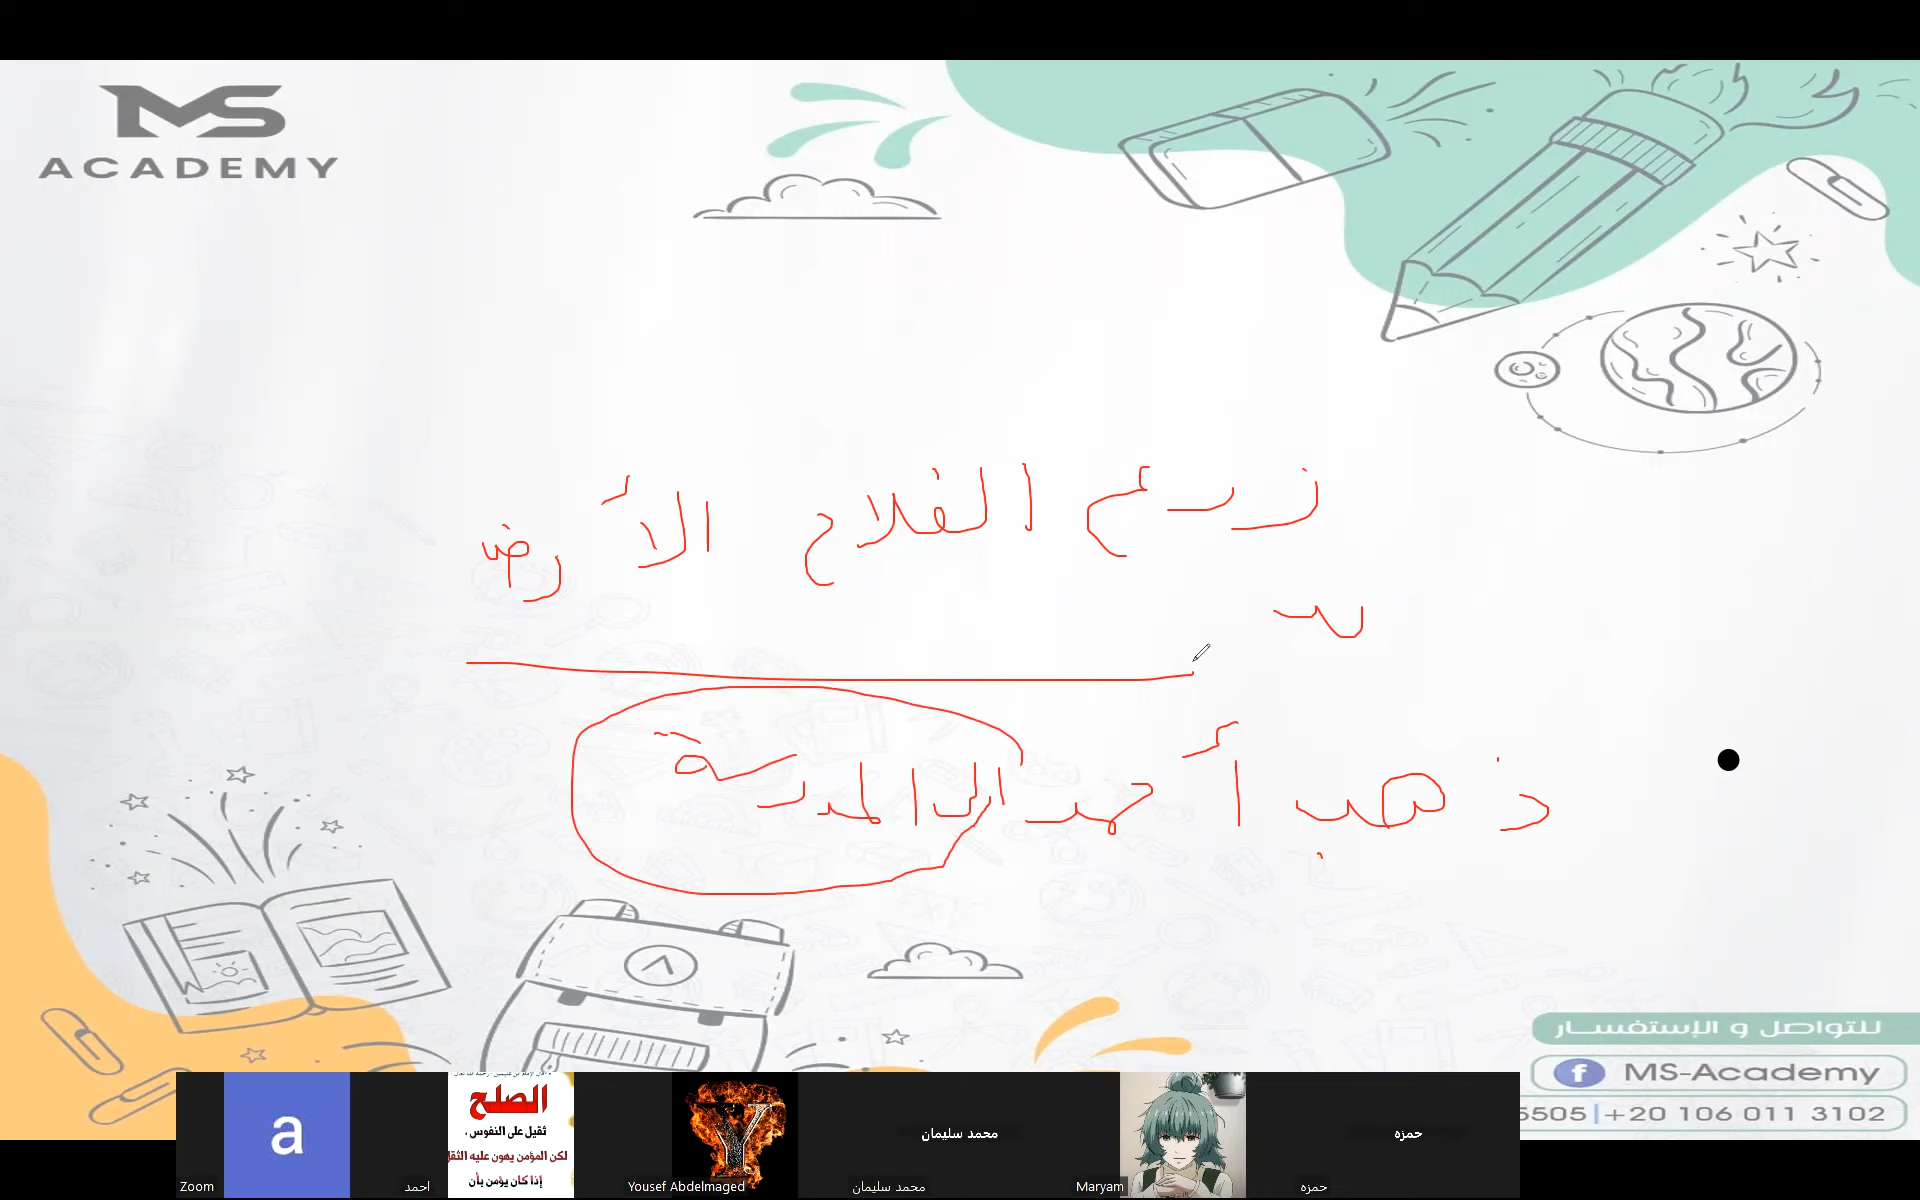 MS
ACADEMY
زرع الفلاح الأرض
ذهب أحمد الى المدرسة
للتواصل و الإستفسار
MS-Academy
5505 | +20 106 011 3102
a
الصلح
ثقيل على النفوس .
لكن المؤمن يهون عليه الثقل
إذا كان يؤمن بأن
Y
محمد سليمان
حمزه
Zoom
احمد
Yousef Abdelmaged
محمد سليمان
Maryam
حمزه